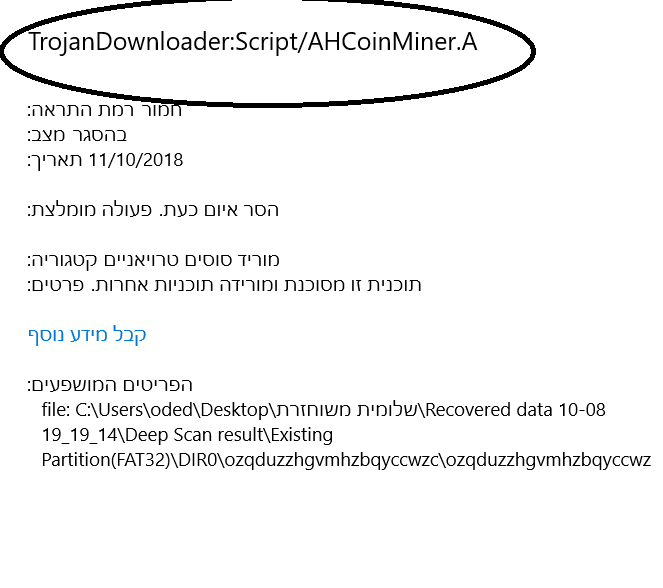 TrojanDownloader:Script/AHCoinMiner.A
חמור רמת התראה:
בהסגר מצב:
11/10/2018 תאריך:
הסר איום כעת. פעולה מומלצת:
מוריד סוסים טרויאניים קטגוריה:
תוכנית זו מסוכנת ומורידה תוכניות אחרות. פרטים:
קבל מידע נוסף
הפריטים המושפעים:
file: C:\Users\oded\Desktop\שלומית משוחזרת\Recovered data 10-08
19_19_14\Deep Scan result\Existing
Partition(FAT32)\DIR0\ozqduzzhgvmhzbqyccwzc\ozqduzzhgvmhzbqyccwz